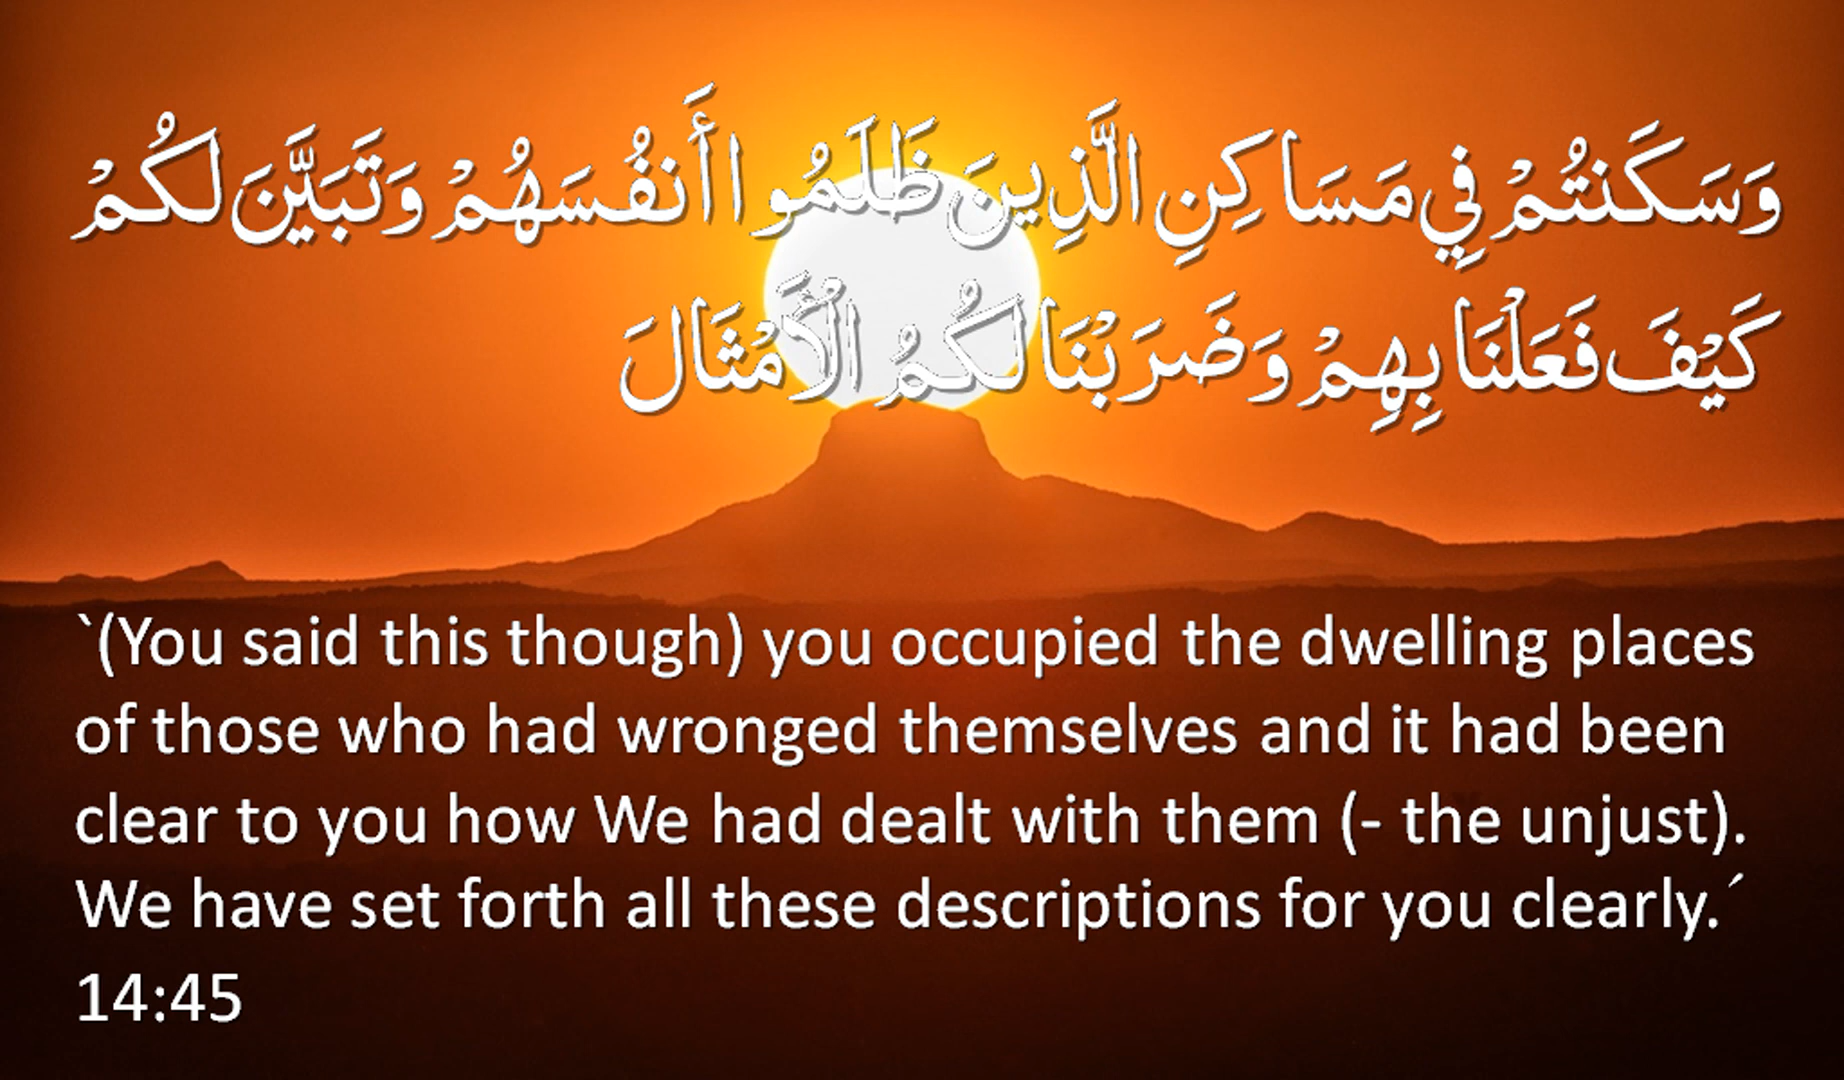 وَسَكَنتُمْ فِي مَسَاكِنِ الَّذِينَ ظَلَمُوا أَنفُسَهُمْ وَتَبَيَّنَ لَكُمْ
كَيْفَ فَعَلْنَا بِهِمْ وَضَرَبْنَا لَكُمُ الْأَمْثَالَ
`(You said this though) you occupied the dwelling places
of those who had wronged themselves and it had been
clear to you how We had dealt with them (- the unjust).
We have set forth all these descriptions for you clearly.´
14:45